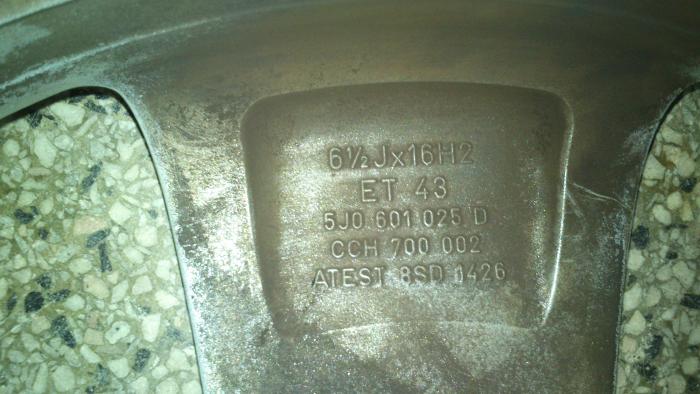 6½Jx16H2
ET 43
5J0 601 025 D
CCH 700 002
ATEST 8SD 1426